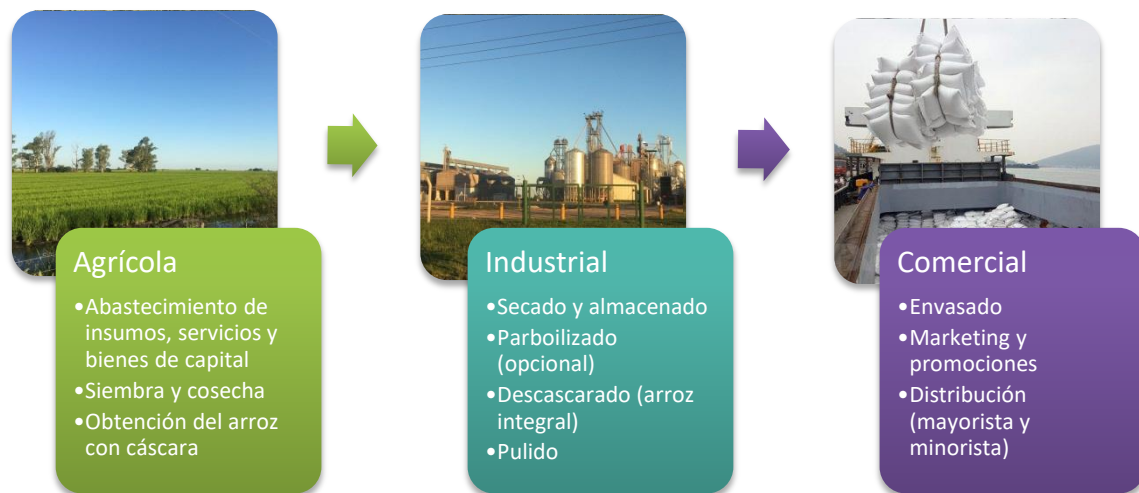 Agrícola
•Abastecimiento de
insumos, servicios y
bienes de capital
•Siembra y cosecha
•Obtención del arroz
con cáscara
Industrial
•Secado y almacenado
•Parboilizado
(opcional)
•Descascarado (arroz
integral)
•Pulido
Comercial
•Envasado
•Marketing y
promociones
•Distribución
(mayorista y
minorista)